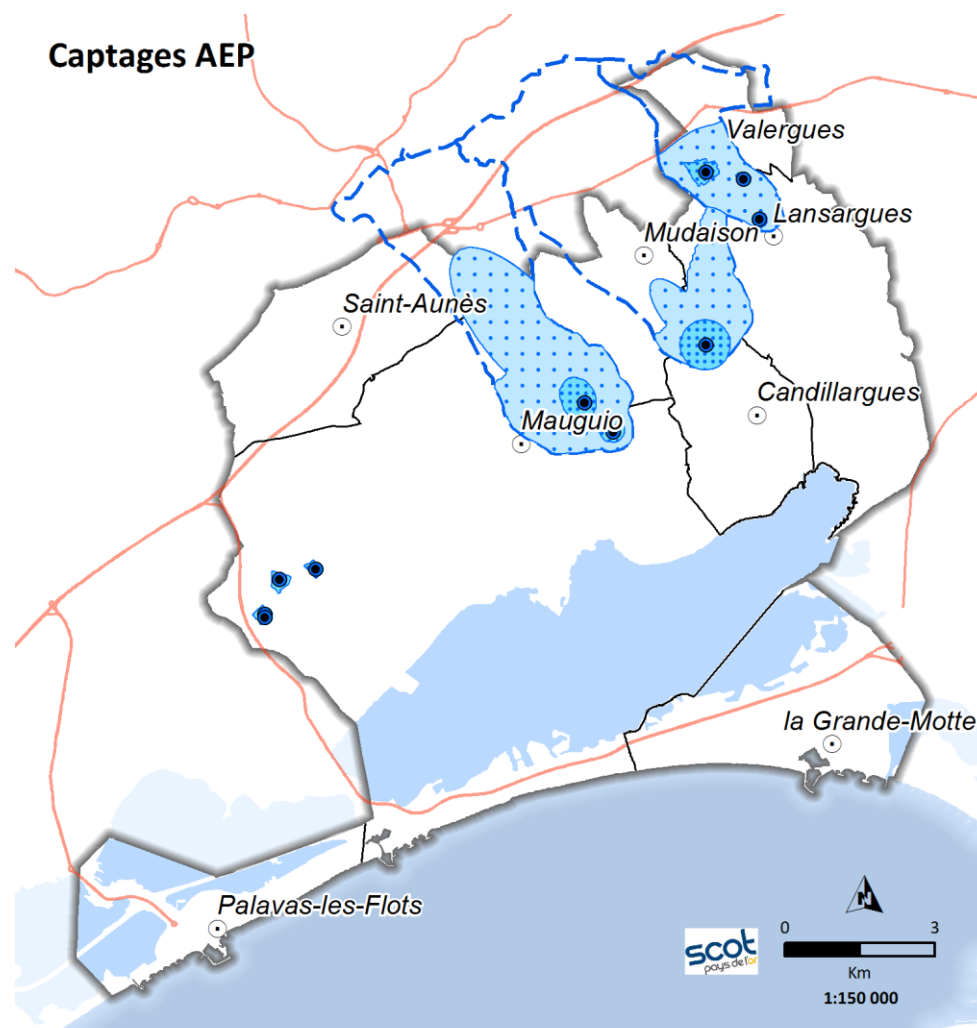 Captages AEP
Valergues
Lansargues
Mudaison
Saint-Aunès
Candillargues
Mauguio
la Grande-Motte
Palavas-les-Flots
N
scot
pays de l'or
0 3
Km
1:150 000